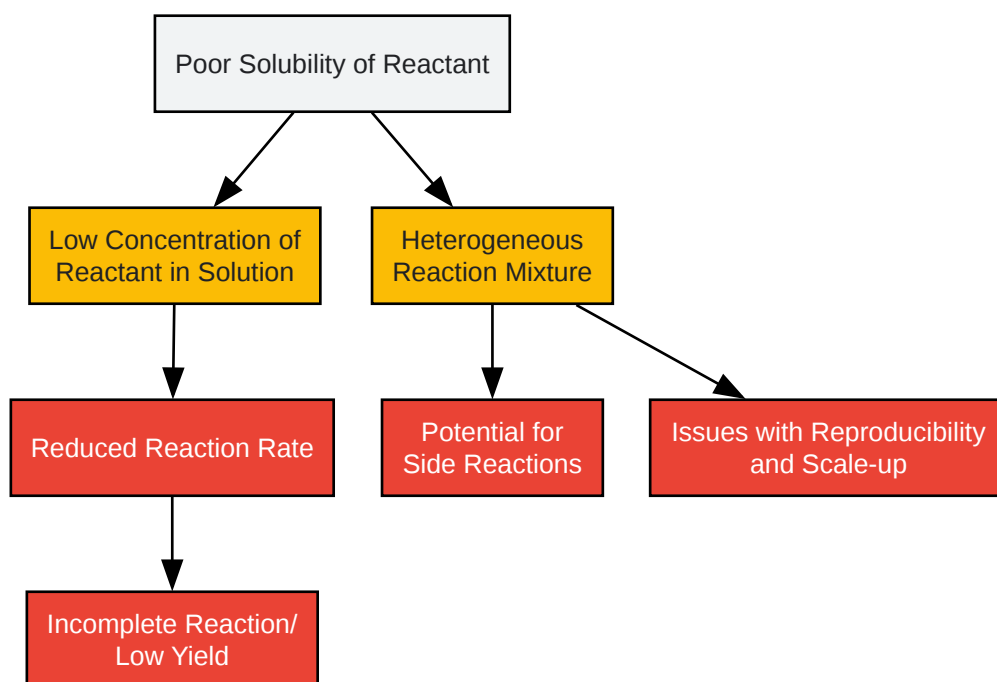 Poor Solubility of Reactant
Low Concentration of
Reactant in Solution
Heterogeneous
Reaction Mixture
Reduced Reaction Rate
Potential for
Side Reactions
Issues with Reproducibility
and Scale-up
Incomplete Reaction/
Low Yield